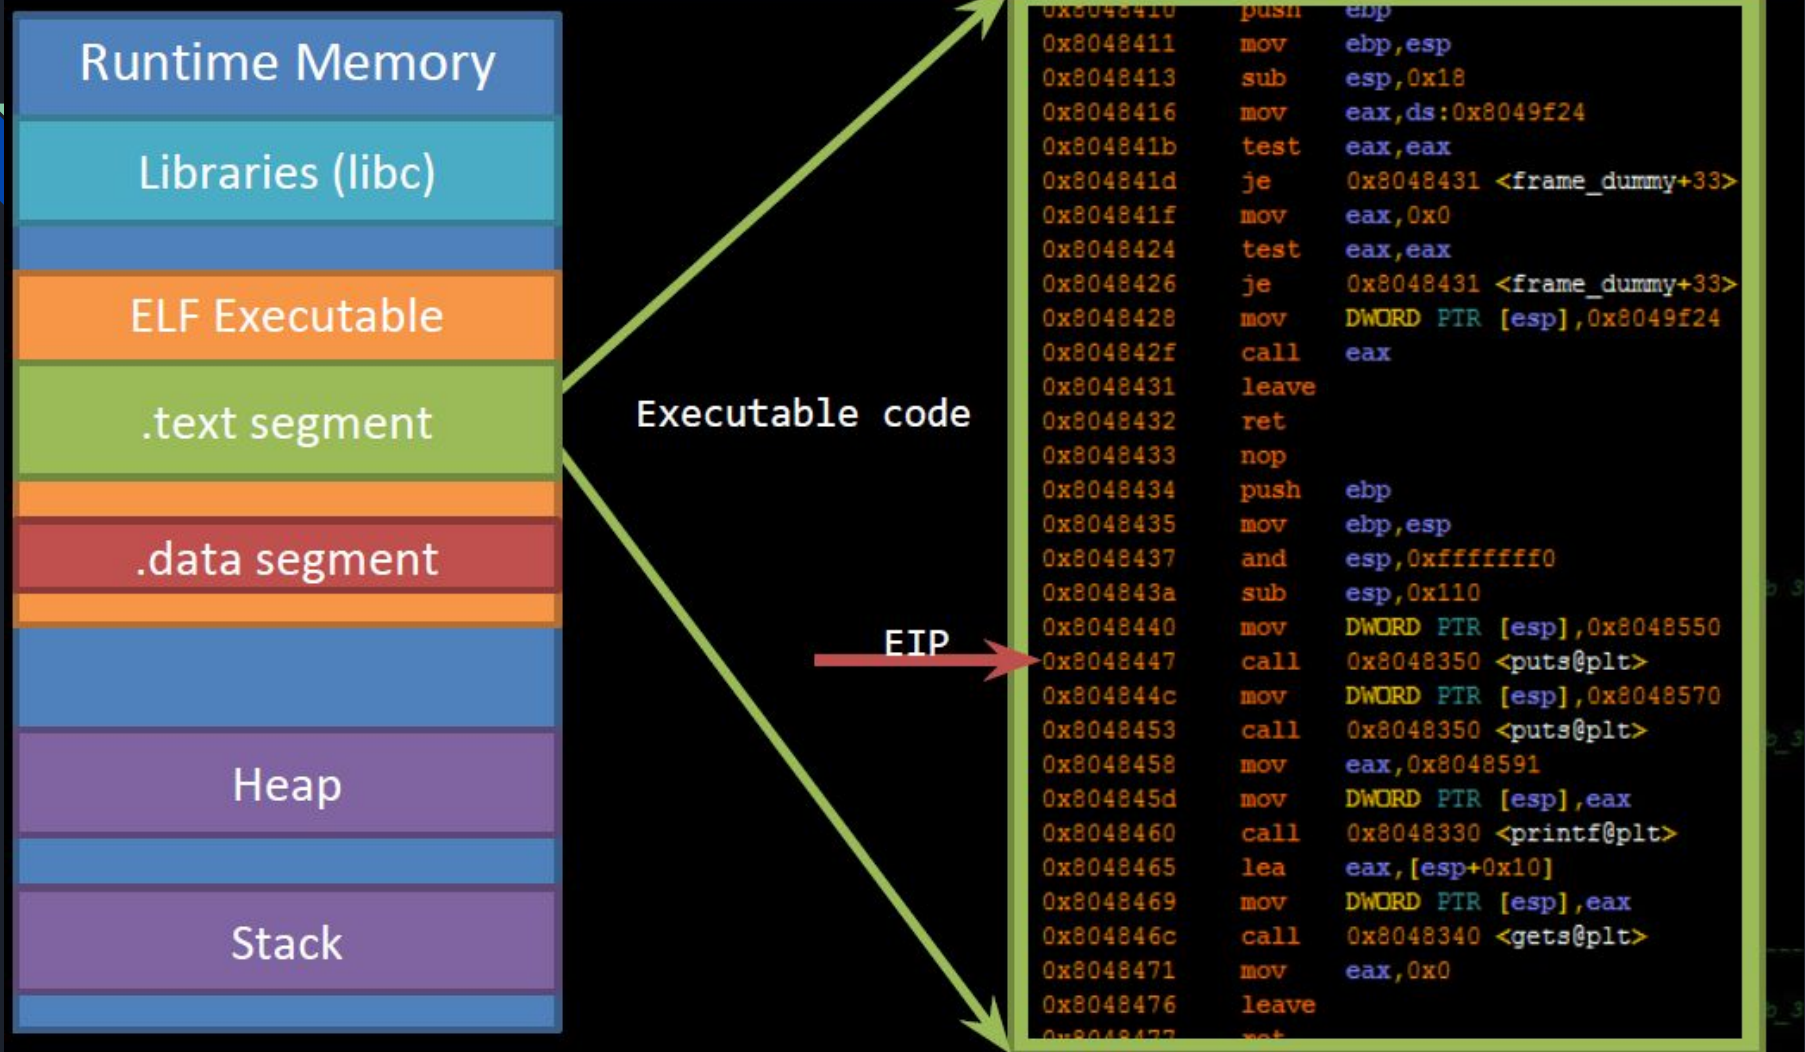 Runtime Memory
Libraries (libc)
ELF Executable
.text segment
.data segment
Heap
Stack
Executable code
EIP
0x8048410 push ebp
0x8048411 mov ebp,esp
0x8048413 sub esp,0x18
0x8048416 mov eax,ds:0x8049f24
0x804841b test eax,eax
0x804841d je 0x8048431 <frame_dummy+33>
0x804841f mov eax,0x0
0x8048424 test eax,eax
0x8048426 je 0x8048431 <frame_dummy+33>
0x8048428 mov DWORD PTR [esp],0x8049f24
0x804842f call eax
0x8048431 leave
0x8048432 ret
0x8048433 nop
0x8048434 push ebp
0x8048435 mov ebp,esp
0x8048437 and esp,0xfffffff0
0x804843a sub esp,0x110
0x8048440 mov DWORD PTR [esp],0x8048550
0x8048447 call 0x8048350 <puts@plt>
0x804844c mov DWORD PTR [esp],0x8048570
0x8048453 call 0x8048350 <puts@plt>
0x8048458 mov eax,0x8048591
0x804845d mov DWORD PTR [esp],eax
0x8048460 call 0x8048330 <printf@plt>
0x8048465 lea eax,[esp+0x10]
0x8048469 mov DWORD PTR [esp],eax
0x804846c call 0x8048340 <gets@plt>
0x8048471 mov eax,0x0
0x8048476 leave
0x8048477 ret